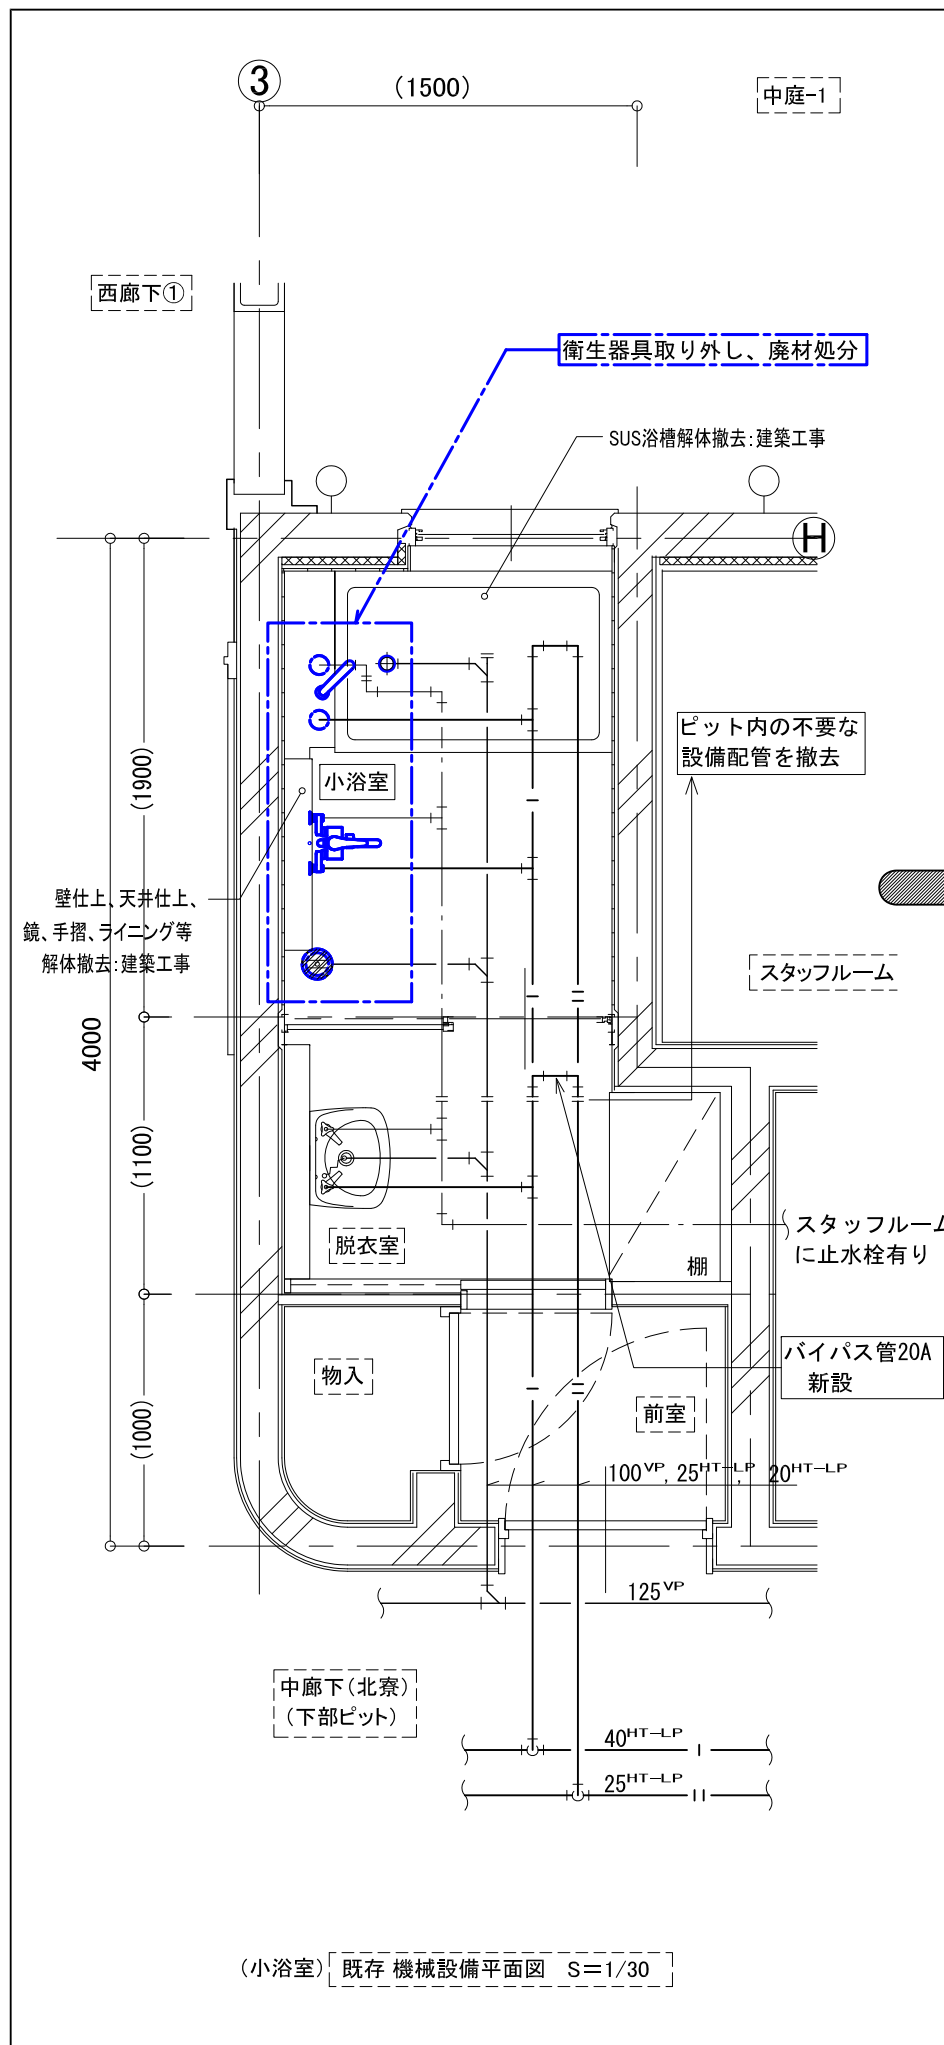 3
(1500)
中庭-1
西廊下①
衛生器具取り外し、廃材処分
SUS浴槽解体撤去:建築工事
H
ピット内の不要な
設備配管を撤去
(1900)
小浴室
壁仕上、天井仕上、
鏡、手摺、ライニング等
解体撤去:建築工事
スタッフルーム
4000
(1100)
脱衣室
スタッフルーム
に止水栓有り
棚
バイパス管20A
新設
物入
前室
(1000)
100VP, 25HT-LP, 20HT-LP
125VP
中廊下(北寮)
(下部ピット)
40HT-LP
25HT-LP
(小浴室) 既存 機械設備平面図 S=1/30